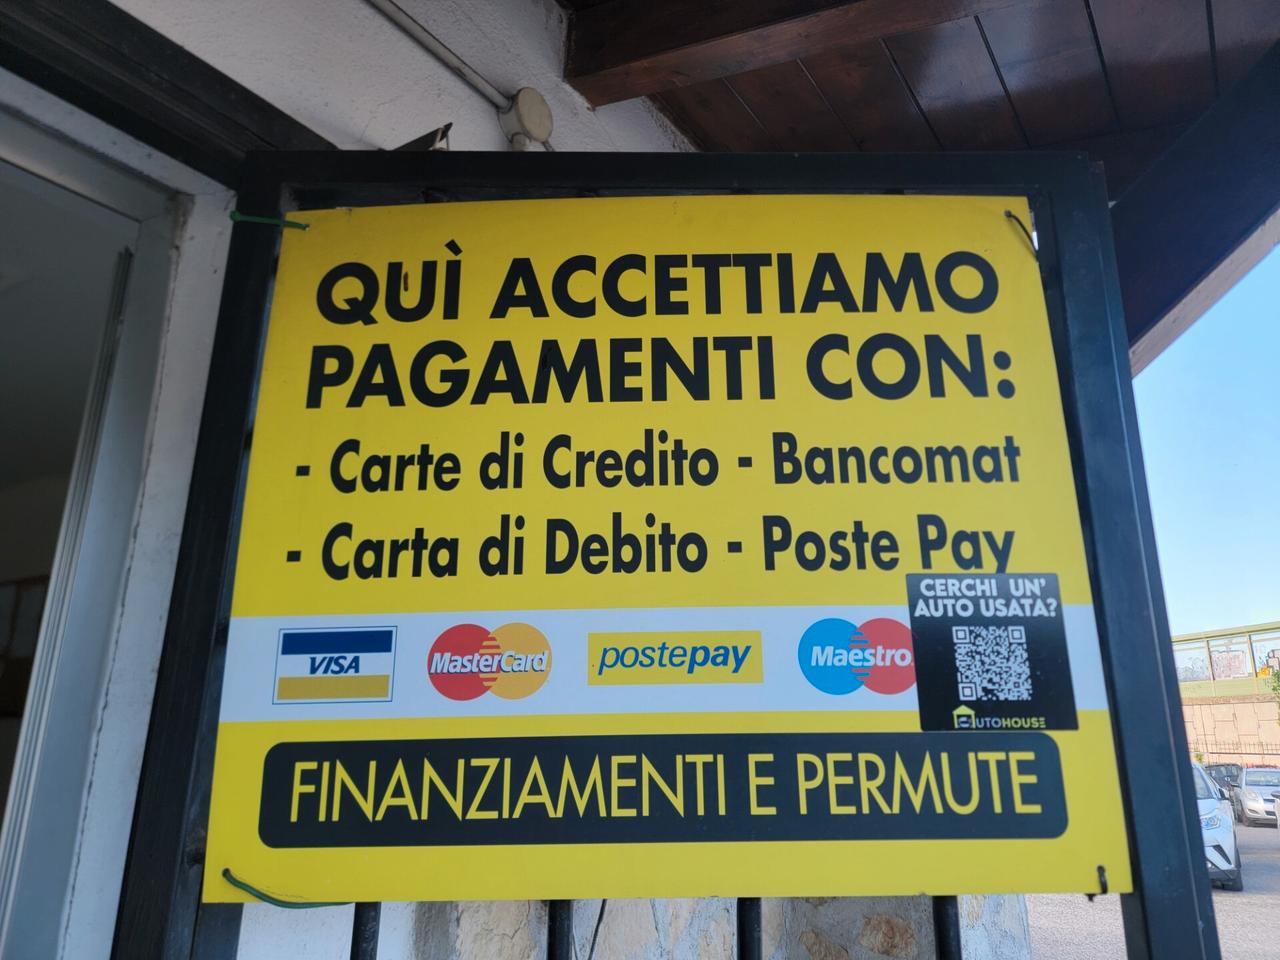 QUÌ ACCETTIAMO
PAGAMENTI CON:
- Carte di Credito - Bancomat
- Carta di Debito - Poste Pay
VISA
MasterCard
postepay
Maestro
CERCHI UN'
AUTO USATA?
AUTOHOUSE
FINANZIAMENTI E PERMUTE